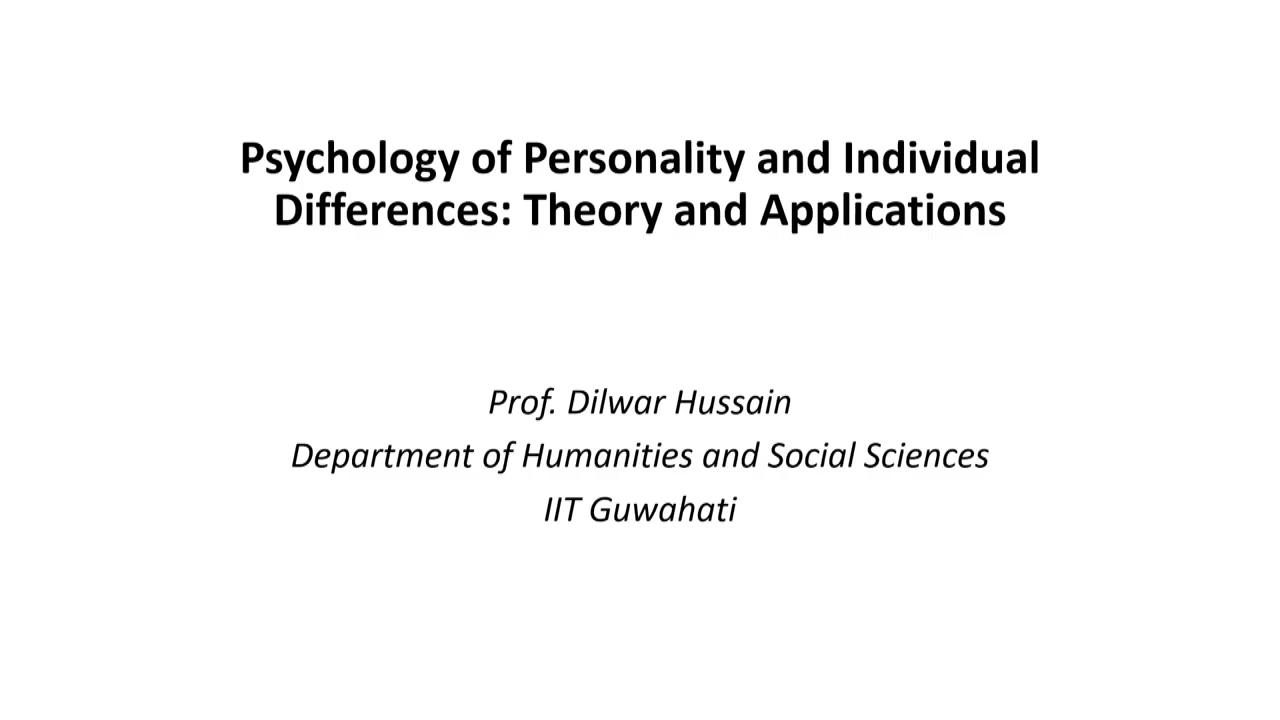 Psychology of Personality and Individual
Differences: Theory and Applications
Prof. Dilwar Hussain
Department of Humanities and Social Sciences
IIT Guwahati